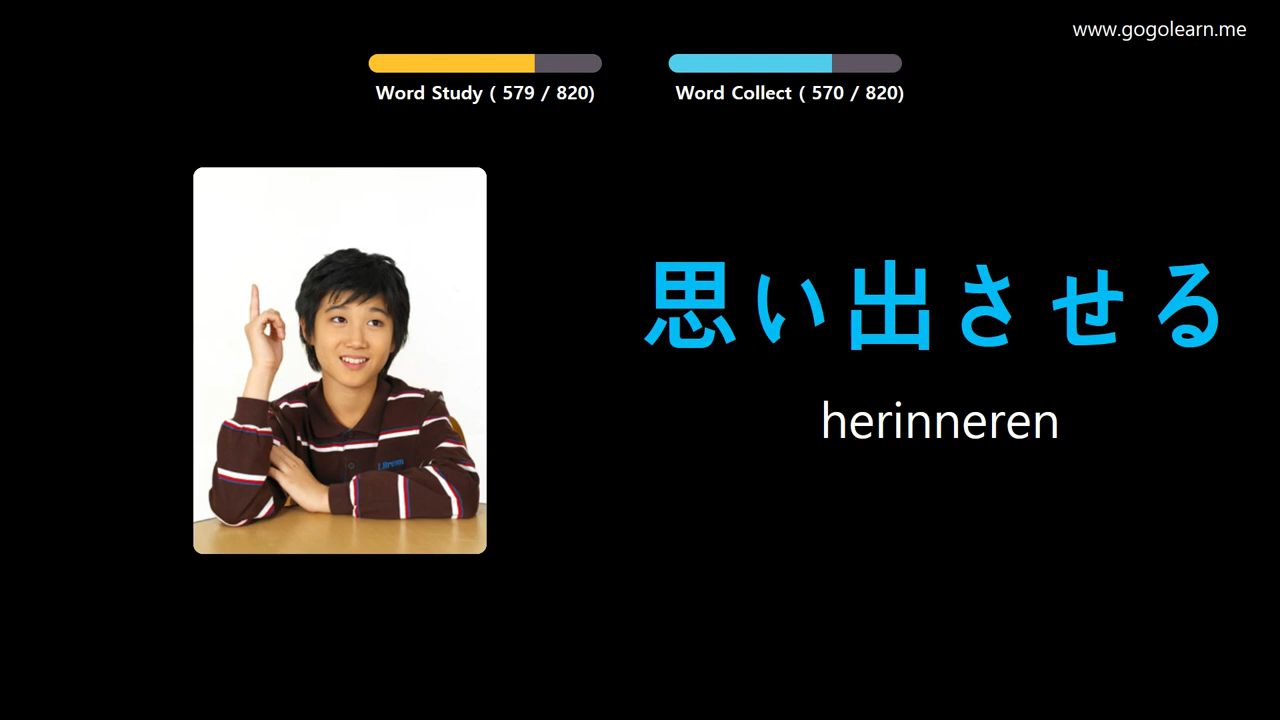 www.gogolearn.me
Word Study ( 579 / 820)
Word Collect ( 570 / 820)
思い出させる
herinneren